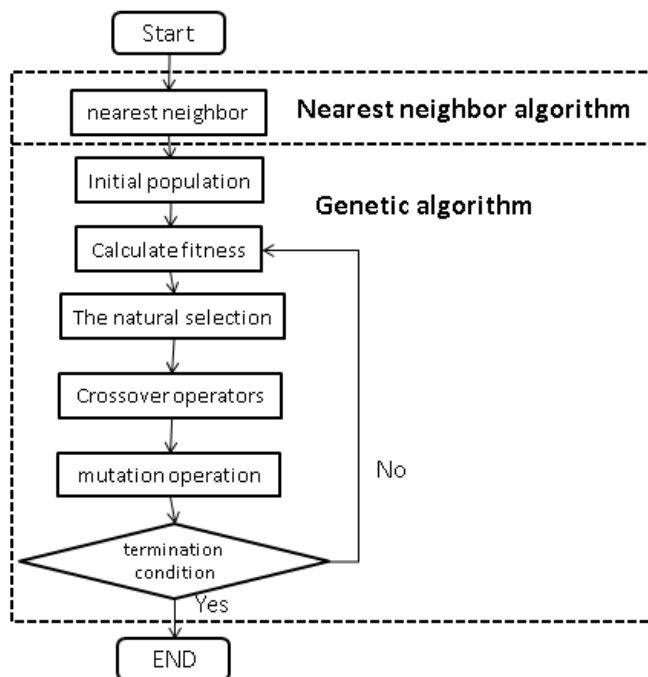 Start
nearest neighbor
Nearest neighbor algorithm
Initial population
Genetic algorithm
Calculate fitness
The natural selection
Crossover operators
mutation operation
No
termination
condition
Yes
END